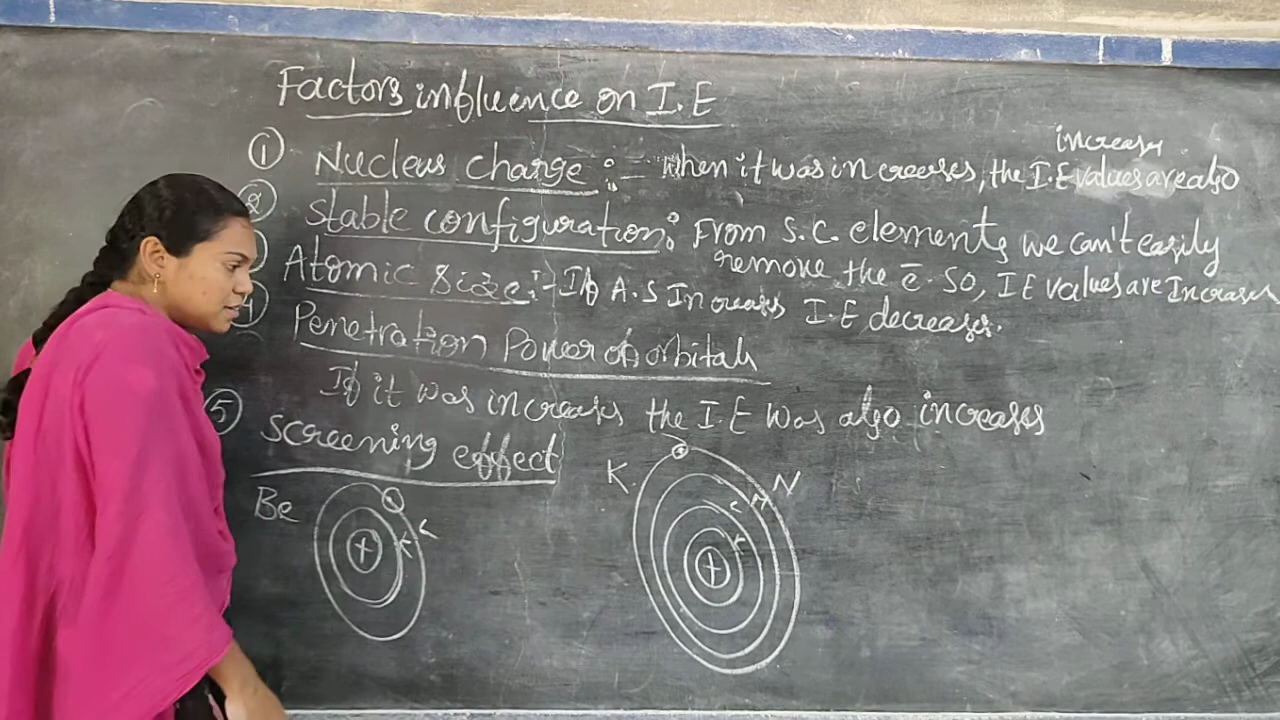 Factors influence on I.E
① Nucleus charge :- When it was increases, the I.E values are also increases
② Stable configuration : From S.C. elements we can't easily
remove the e̅. So, I E values are Increases
Atomic Size :- If A.S Increases I.E decreases.
4 Penetration Power of orbitals
If it was increases the I.E was also increases
⑤ Screening effect
Be + K L
K + K L M N